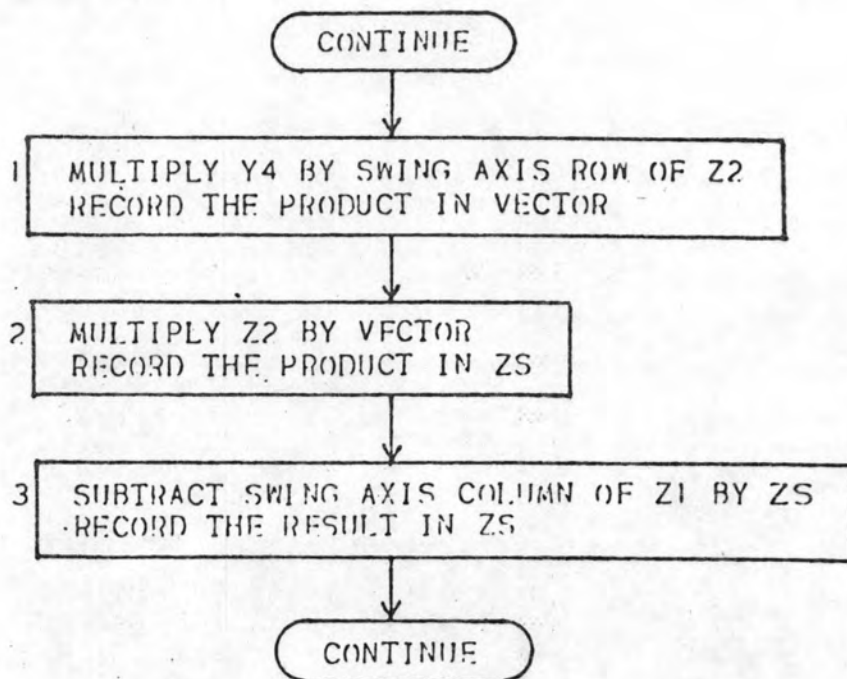 CONTINUE
1 MULTIPLY Y4 BY SWING AXIS ROW OF Z2
RECORD THE PRODUCT IN VECTOR
2 MULTIPLY Z2 BY VECTOR
RECORD THE PRODUCT IN ZS
3 SUBTRACT SWING AXIS COLUMN OF Z1 BY ZS
RECORD THE RESULT IN ZS
CONTINUE